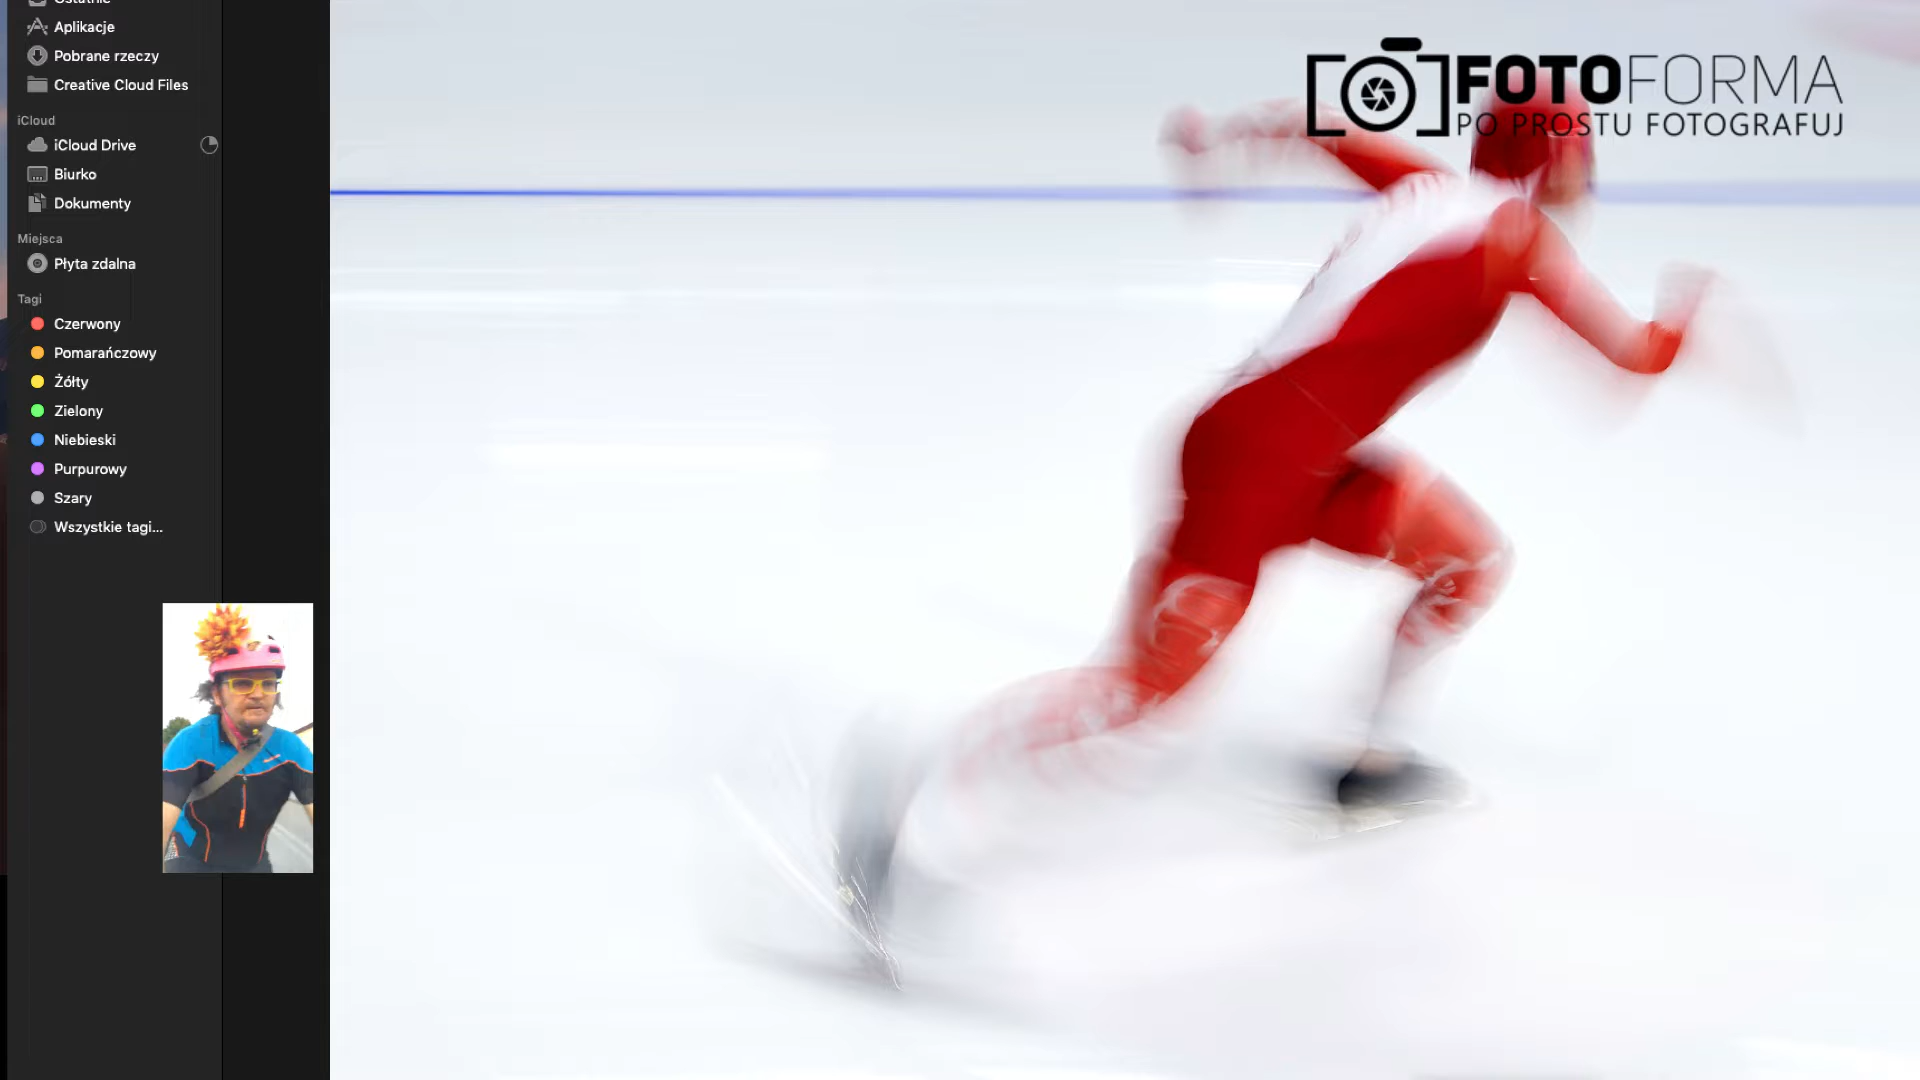 Ostatnie
Aplikacje
Pobrane rzeczy
Creative Cloud Files
iCloud
iCloud Drive
Biurko
Dokumenty
Miejsca
Płyta zdalna
Tagi
Czerwony
Pomarańczowy
Żółty
Zielony
Niebieski
Purpurowy
Szary
Wszystkie tagi...
FOTOFORMA
PO PROSTU FOTOGRAFUJ